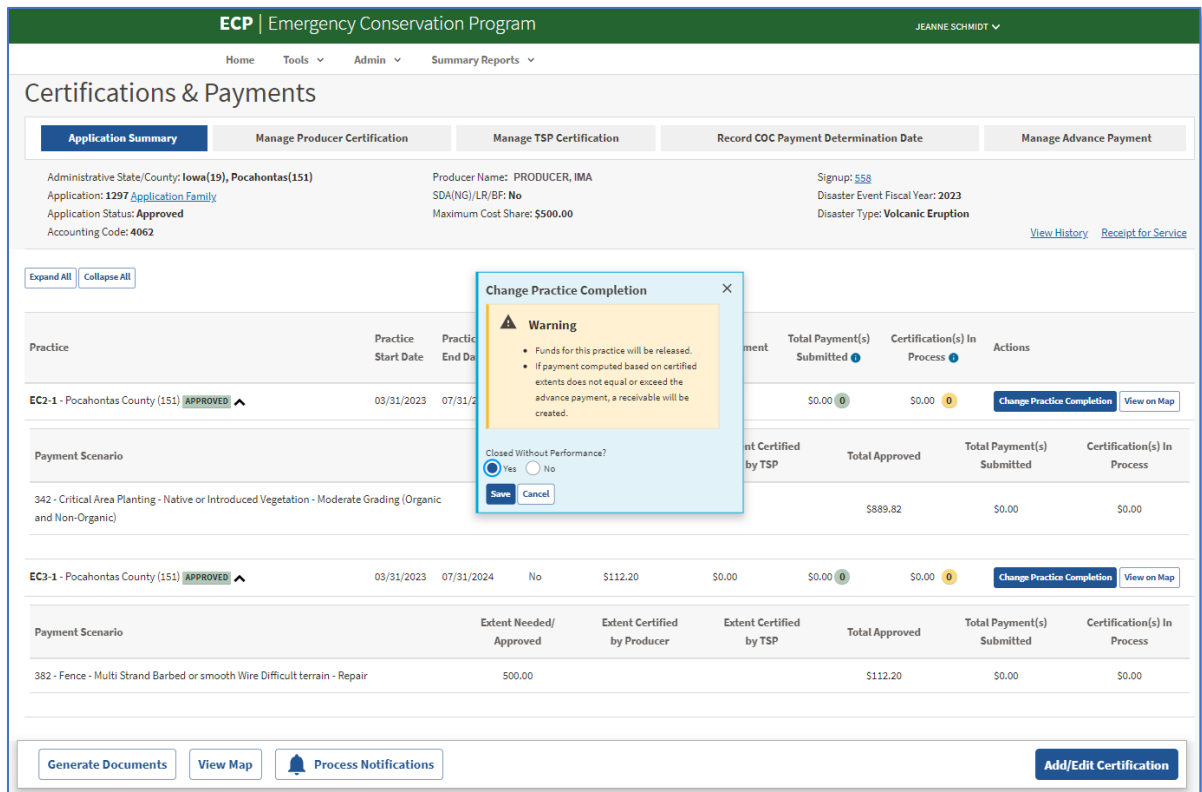 ECP | Emergency Conservation Program
JEANNE SCHMIDT
Home Tools Admin Summary Reports
Certifications & Payments
Application Summary Manage Producer Certification Manage TSP Certification Record COC Payment Determination Date Manage Advance Payment
Administrative State/County: Iowa(19), Pocahontas(151)
Application: 1297 Application Family
Application Status: Approved
Accounting Code: 4062
Producer Name: PRODUCER, IMA
SDA(NG)/LR/BF: No
Maximum Cost Share: $500.00
Signup: 558
Disaster Event Fiscal Year: 2023
Disaster Type: Volcanic Eruption
View History Receipt for Service
Expand All Collapse All
Change Practice Completion
Warning
Funds for this practice will be released.
If payment computed based on certified
extents does not equal or exceed the
advance payment, a receivable will be
created.
Closed Without Performance?
Yes No
Save Cancel
Practice
Practice
Start Date
Practic
End Da
ment
Total Payment(s)
Submitted
Certification(s) In
Process
Actions
EC2-1 - Pocahontas County (151) APPROVED 03/31/2023 07/31/2 $0.00 0 $0.00 0 Change Practice Completion View on Map
Payment Scenario
nt Certified
by TSP
Total Approved
Total Payment(s)
Submitted
Certification(s) In
Process
342 - Critical Area Planting - Native or Introduced Vegetation - Moderate Grading (Organic
and Non-Organic)
$889.82 $0.00 $0.00
EC3-1 - Pocahontas County (151) APPROVED 03/31/2023 07/31/2024 No $112.20 $0.00 $0.00 0 $0.00 0 Change Practice Completion View on Map
Payment Scenario
Extent Needed/
Approved
Extent Certified
by Producer
Extent Certified
by TSP
Total Approved
Total Payment(s)
Submitted
Certification(s) In
Process
382 - Fence - Multi Strand Barbed or smooth Wire Difficult terrain - Repair 500.00 $112.20 $0.00 $0.00
Generate Documents View Map Process Notifications Add/Edit Certification